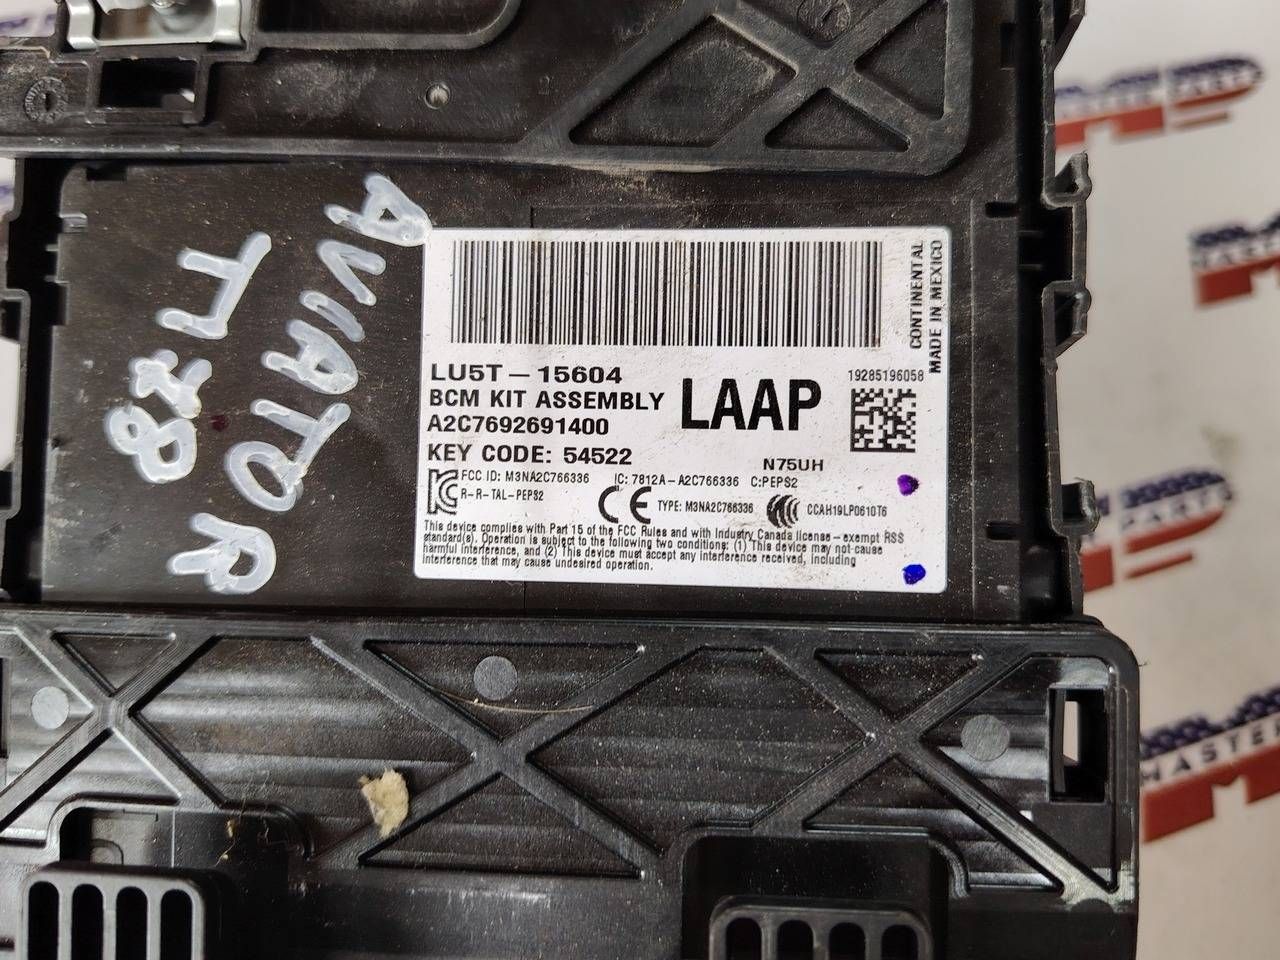 AVIATOR
T38
CONTINENTAL
MADE IN MEXICO
LU5T-15604
BCM KIT ASSEMBLY
A2C7692691400
LAAP
19285196058
KEY CODE: 54522
N75UH
FCC ID: M3NA2C766336 IC: 7812A-A2C766336 C:PEPS2
R-R-TAL-PEPS2
CE
TYPE: M3NA2C766336
CCAH19LP0610T6
This device complies with Part 15 of the FCC Rules and with Industry Canada license-exempt RSS
standard(s). Operation is subject to the following two conditions: (1) This device may not cause
harmful interference, and (2) This device must accept any interference received, including
interference that may cause undesired operation.
MASTER PARTS